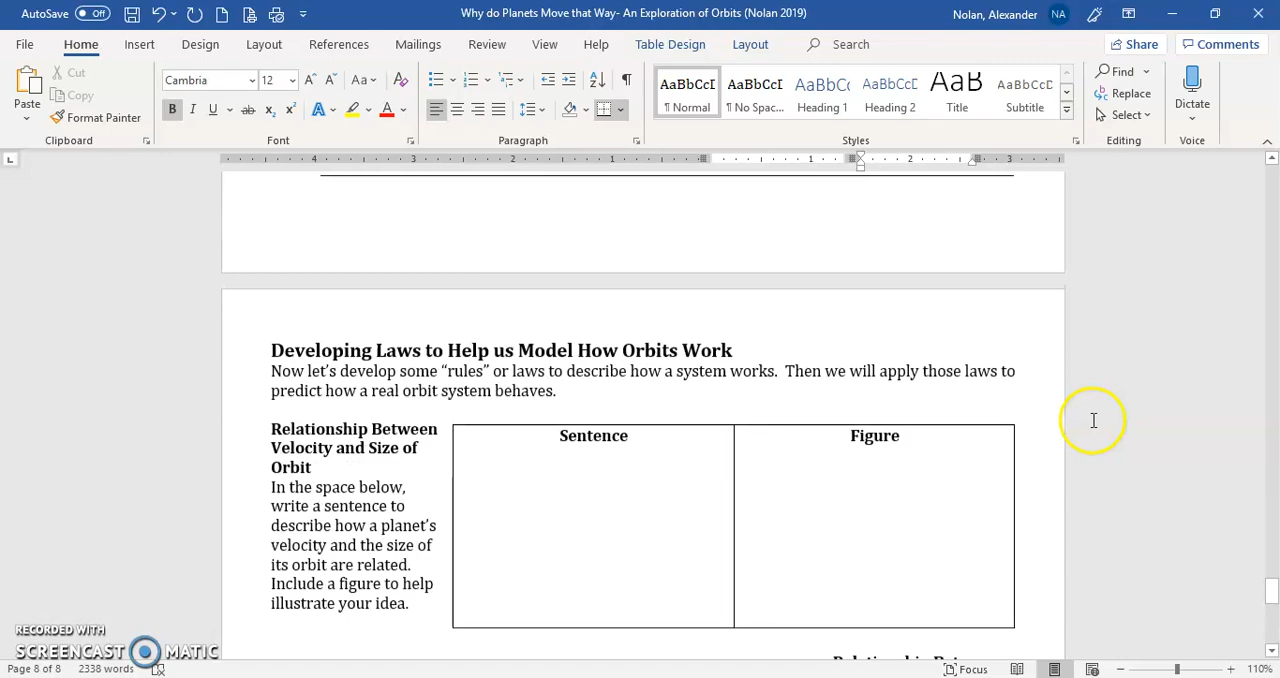 AutoSave Off
Why do Planets Move that Way- An Exploration of Orbits (Nolan 2019)
Nolan, Alexander NA
File Home Insert Design Layout References Mailings Review View Help Table Design Layout Search Share Comments
Paste
Cut
Copy
Format Painter
Clipboard
Cambria 12
Font
Paragraph
AaBbCcI AaBbCcI AaBbCc AaBbCcI AaB AaBbCcI
¶ Normal ¶ No Spac... Heading 1 Heading 2 Title Subtitle
Styles
Find
Replace
Select
Editing
Dictate
Voice
4 3 2 1 1 2 3
Developing Laws to Help us Model How Orbits Work
Now let's develop some “rules” or laws to describe how a system works. Then we will apply those laws to
predict how a real orbit system behaves.
Relationship Between
Velocity and Size of
Orbit
In the space below,
write a sentence to
describe how a planet's
velocity and the size of
its orbit are related.
Include a figure to help
illustrate your idea.
Sentence
Figure
RECORDED WITH
SCREENCAST MATIC
Page 8 of 8 2338 words
Focus
110%